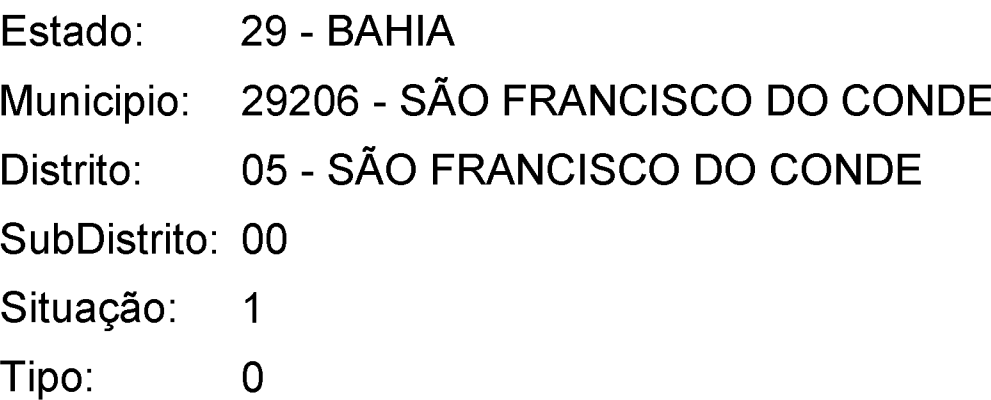 Estado: 29 - BAHIA
Municipio: 29206 - SÃO FRANCISCO DO CONDE
Distrito: 05 - SÃO FRANCISCO DO CONDE
SubDistrito: 00
Situação: 1
Tipo: 0